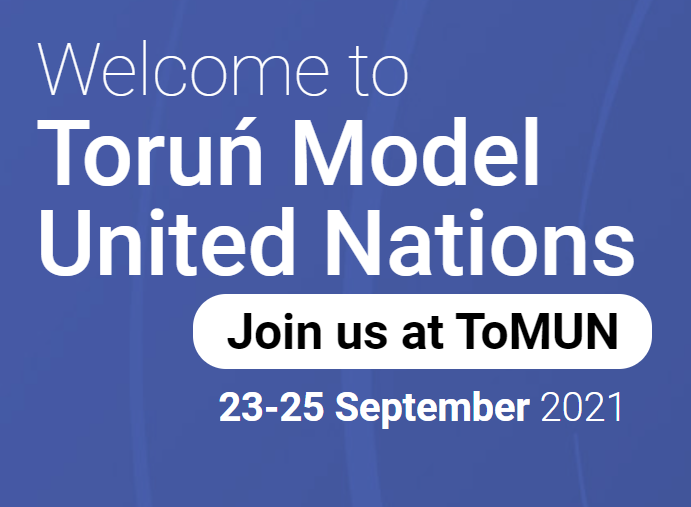 Welcome to
Toruń Model
United Nations
Join us at ToMUN
23-25 September 2021